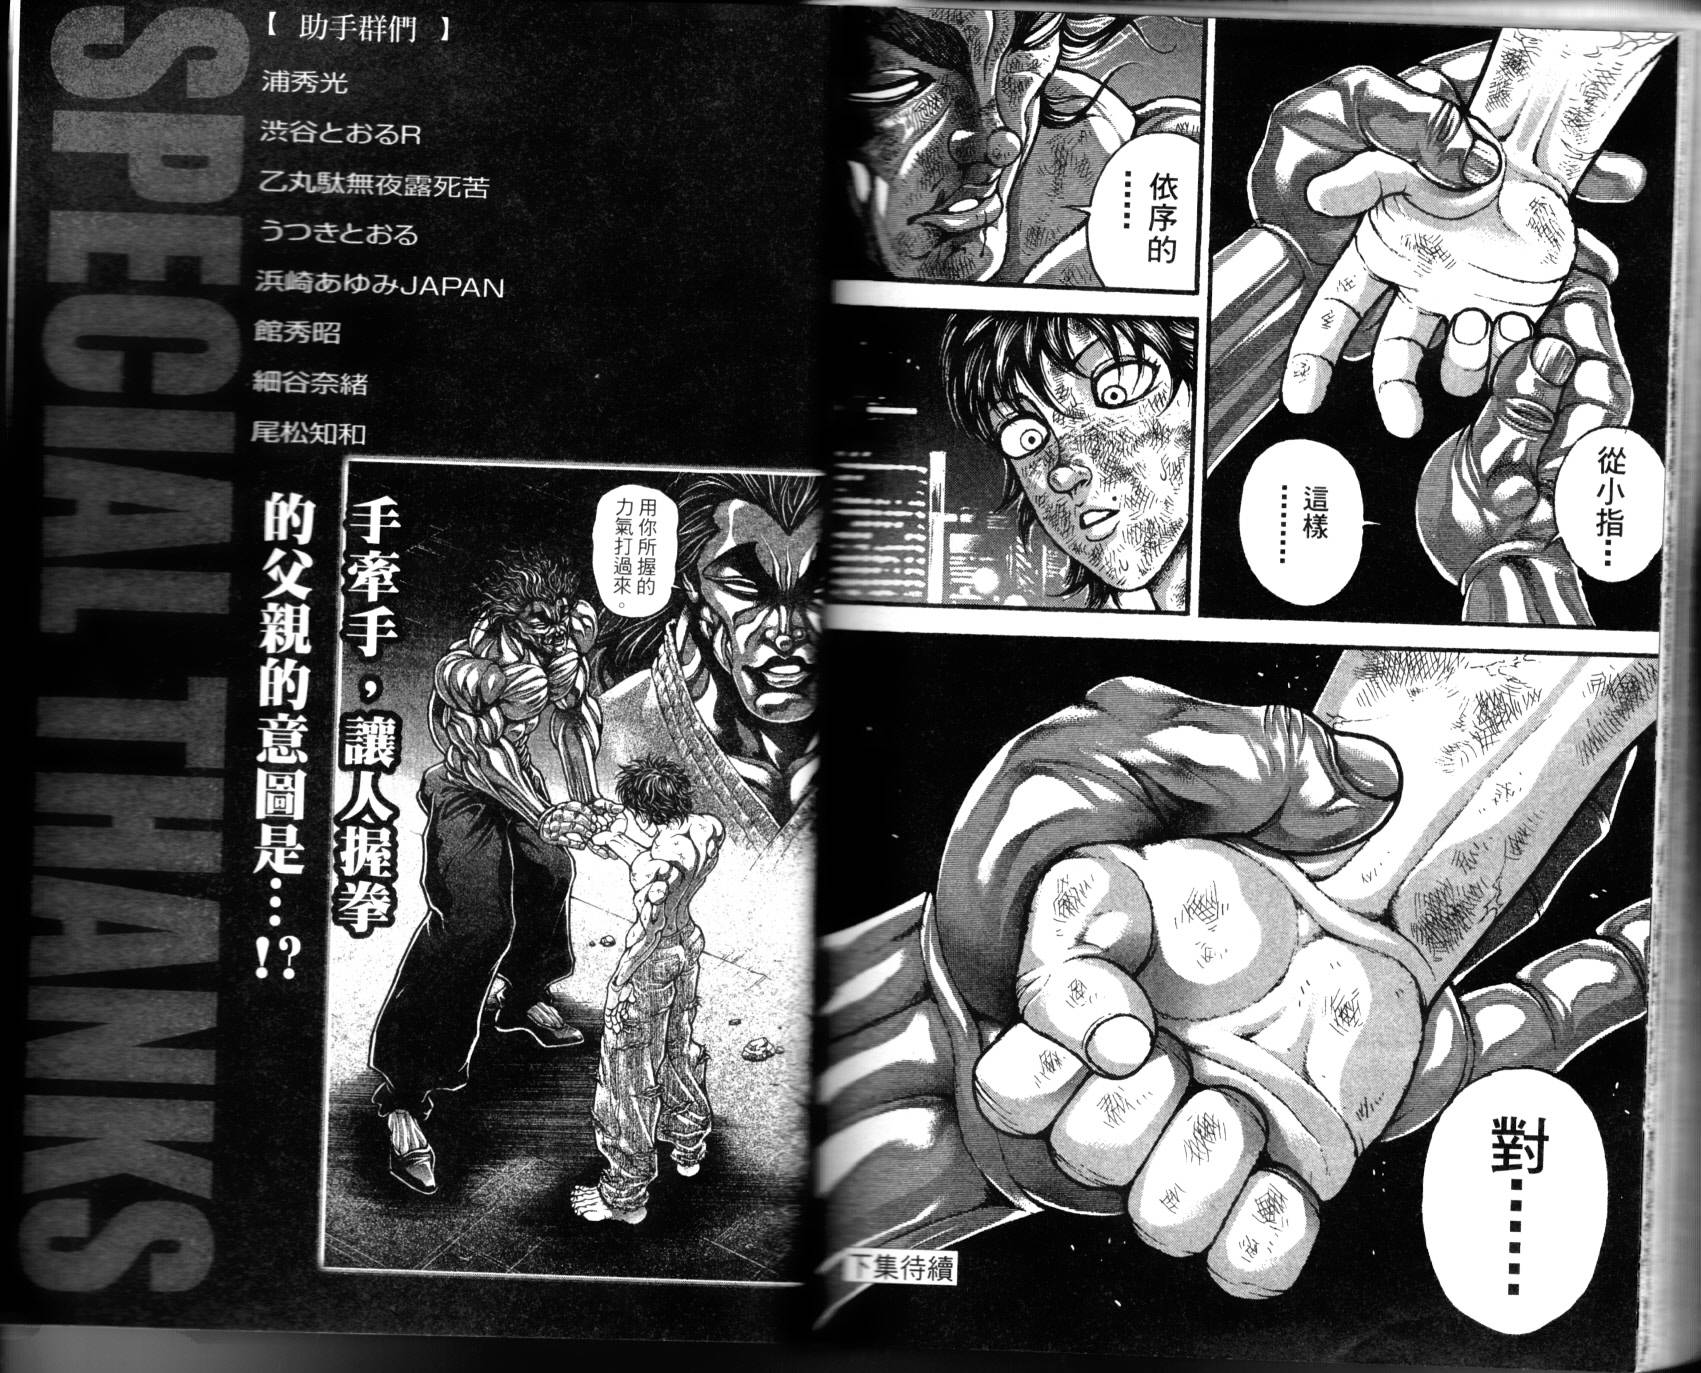 從小指⋯⋯
這樣⋯⋯⋯
依序的
⋯⋯
對⋯⋯⋯
下集待續
SPECIAL THANKS
【 助手群們 】
浦秀光
渋谷とおるR
乙丸駄無夜露死苦
うつきとおる
浜崎あゆみJAPAN
館秀昭
細谷奈緒
尾松知和
用你所握的
力氣打過來。
手牽手，讓人握拳
的父親的意圖是…!?